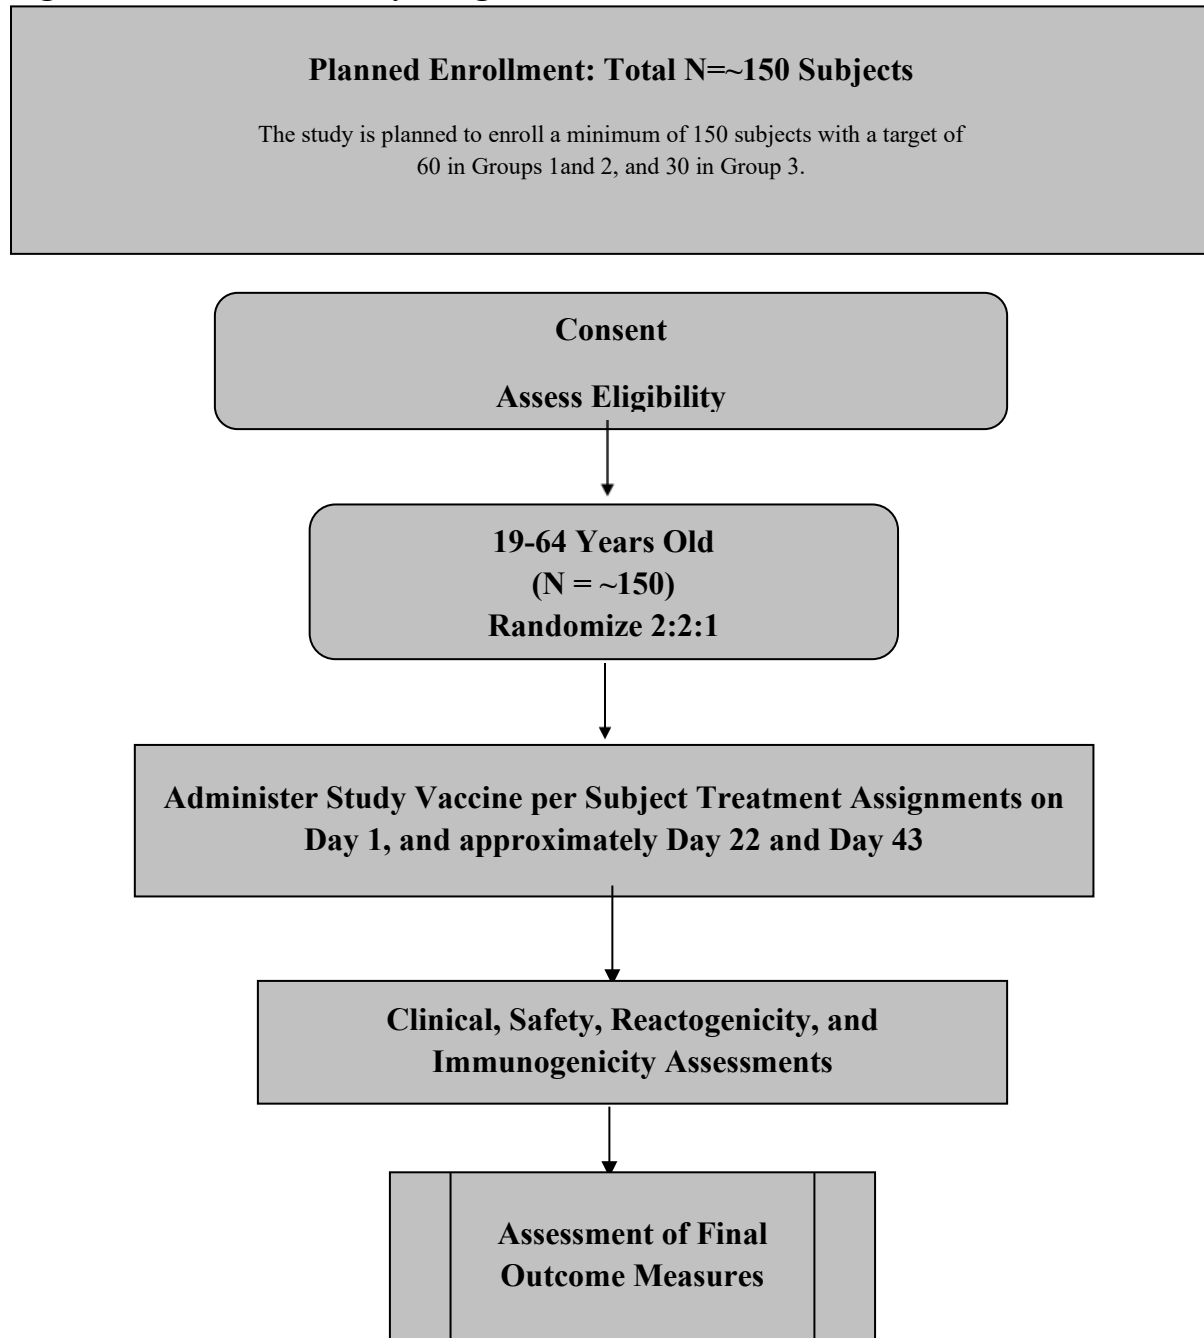 Planned Enrollment: Total N=~150 Subjects
The study is planned to enroll a minimum of 150 subjects with a target of
60 in Groups 1and 2, and 30 in Group 3.
Consent
Assess Eligibility
19-64 Years Old
(N = ~150)
Randomize 2:2:1
Administer Study Vaccine per Subject Treatment Assignments on
Day 1, and approximately Day 22 and Day 43
Clinical, Safety, Reactogenicity, and
Immunogenicity Assessments
Assessment of Final
Outcome Measures